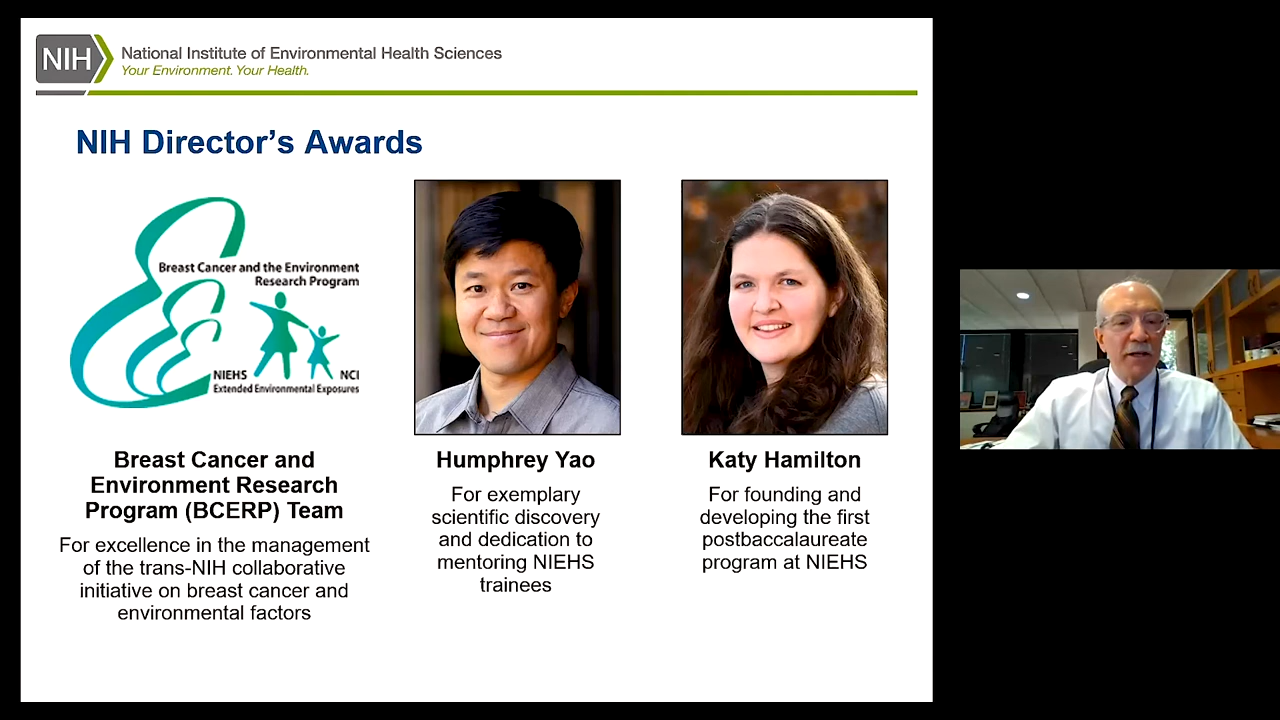 NIH
National Institute of Environmental Health Sciences
Your Environment. Your Health.
NIH Director's Awards
Breast Cancer and the Environment
Research Program
NIEHS NCI
Extended Environmental Exposures
Breast Cancer and
Environment Research
Program (BCERP) Team
For excellence in the management
of the trans-NIH collaborative
initiative on breast cancer and
environmental factors
Humphrey Yao
For exemplary
scientific discovery
and dedication to
mentoring NIEHS
trainees
Katy Hamilton
For founding and
developing the first
postbaccalaureate
program at NIEHS